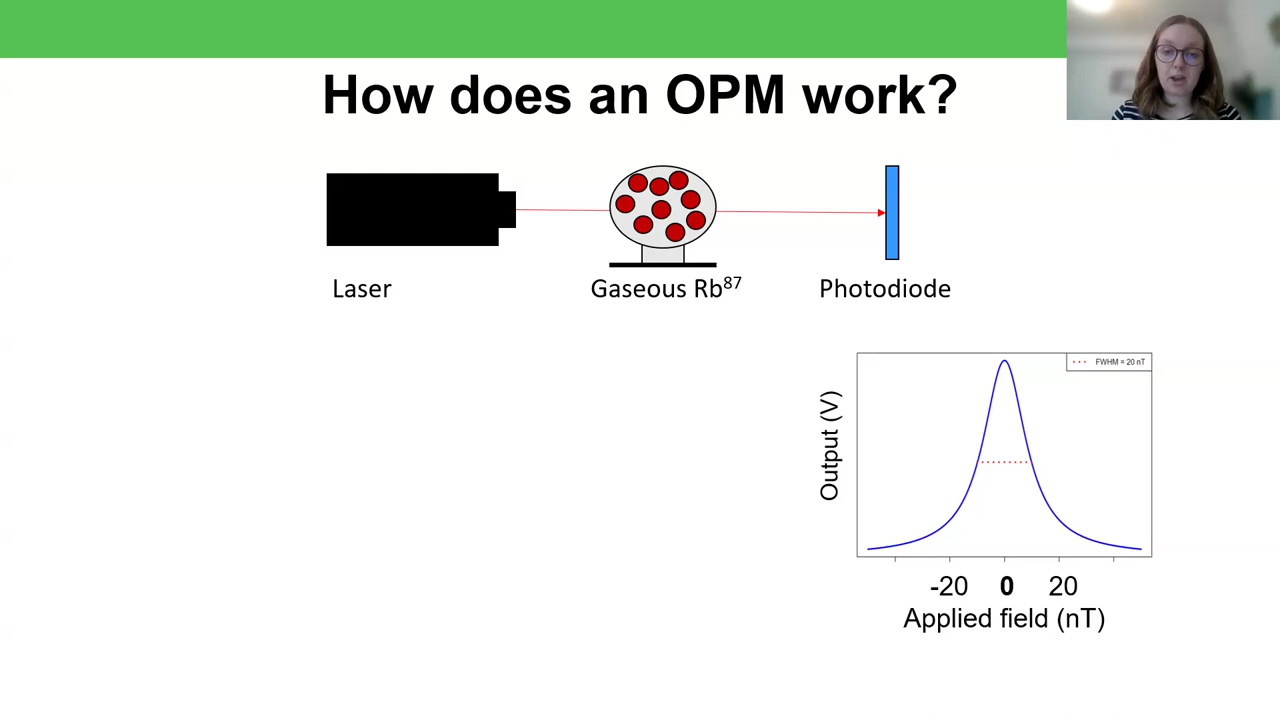 How does an OPM work?
Laser
Gaseous Rb⁸⁷
Photodiode
FWHM = 20 nT
Output (V)
-20 0 20
Applied field (nT)